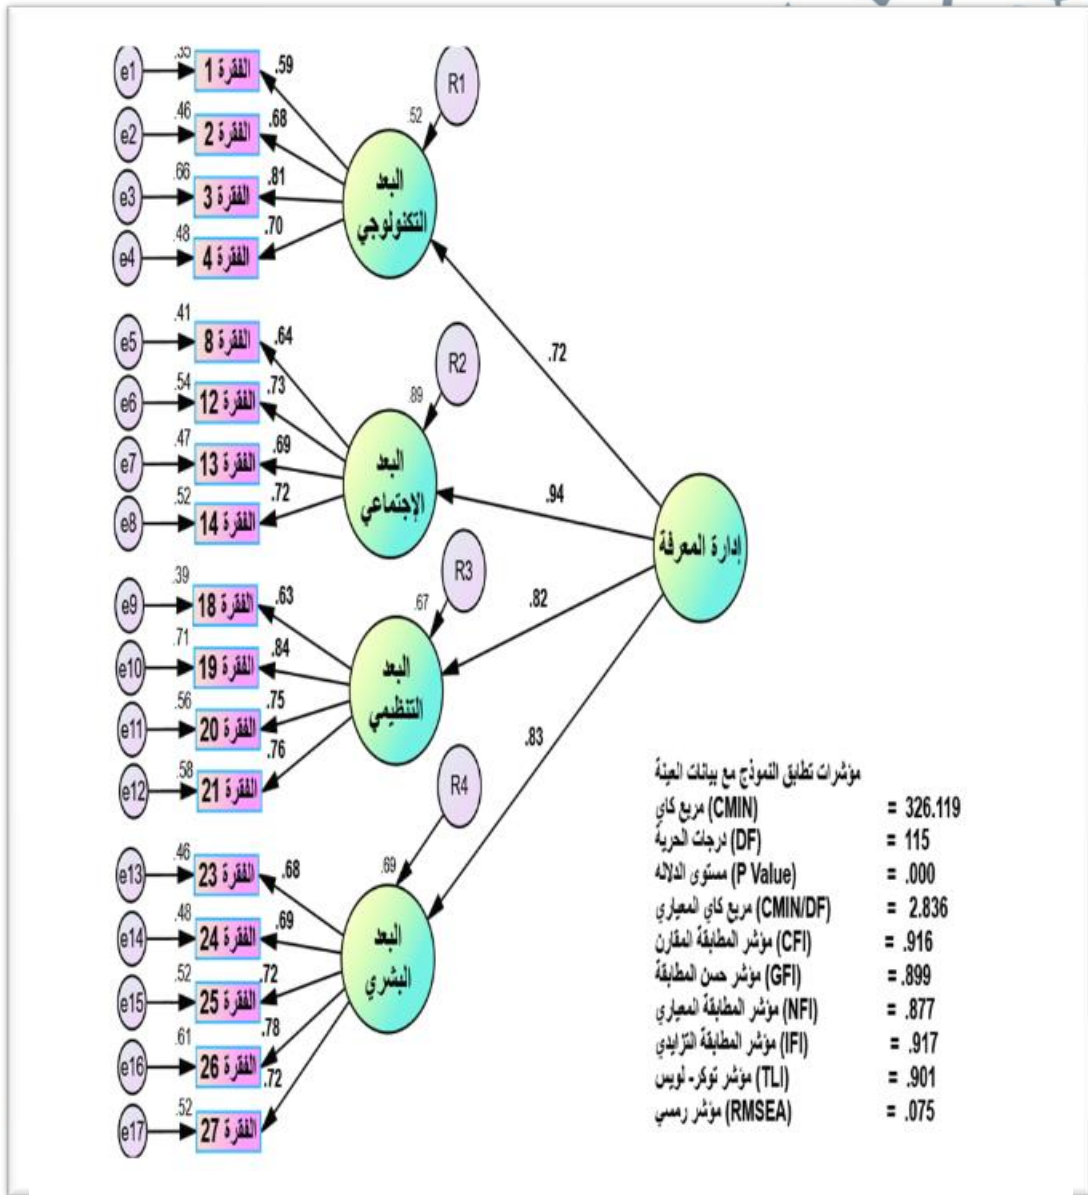 e1
.35
الفقرة 1
.59
e2
.46
الفقرة 2
.68
e3
.66
الفقرة 3
.81
e4
.48
الفقرة 4
.70
R1
.52
البعد
التكنولوجي
.72
e5
.41
الفقرة 8
.64
e6
.54
الفقرة 12
.73
e7
.47
الفقرة 13
.69
e8
.52
الفقرة 14
.72
R2
.89
البعد
الإجتماعي
.94
إدارة المعرفة
e9
.39
الفقرة 18
.63
e10
.71
الفقرة 19
.84
e11
.56
الفقرة 20
.75
e12
.58
الفقرة 21
.76
R3
.67
البعد
التنظيمي
.82
e13
.46
الفقرة 23
.68
e14
.48
الفقرة 24
.69
e15
.52
الفقرة 25
.72
e16
.61
الفقرة 26
.78
e17
.52
الفقرة 27
.72
R4
.69
البعد
البشري
.83
مؤشرات تطابق النموذج مع بيانات العينة
مربع كاي (CMIN) = 326.119
درجات الحرية (DF) = 115
مستوى الدلاله (P Value) = .000
مربع كاي المعياري (CMIN/DF) = 2.836
مؤشر المطابقة المقارن (CFI) = .916
مؤشر حسن المطابقة (GFI) = .899
مؤشر المطابقة المعياري (NFI) = .877
مؤشر المطابقة التزايدي (IFI) = .917
مؤشر توكر- لويس (TLI) = .901
مؤشر رمسي (RMSEA) = .075